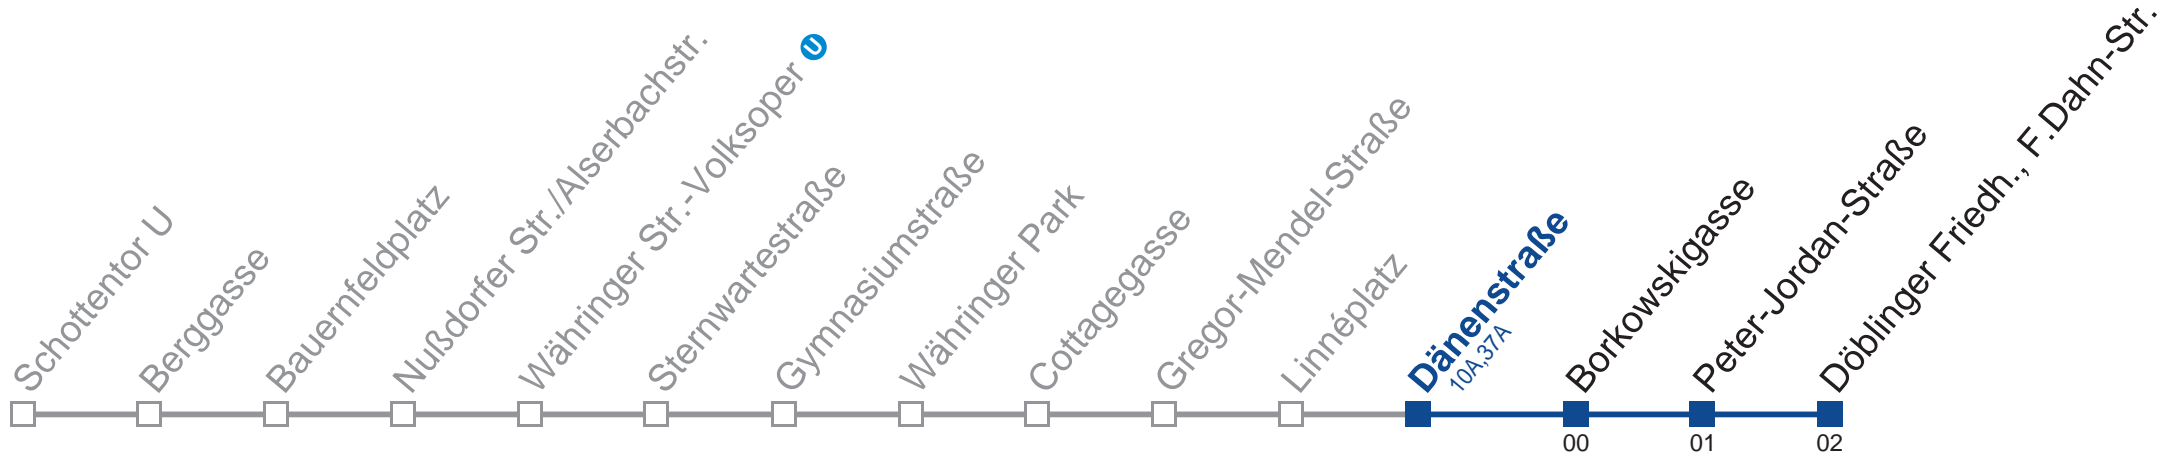 Schottentor U
Berggasse
Bauernfeldplatz
Nußdorfer Str./Alserbachstr.
Währinger Str.-Volksoper U
Sternwartestraße
Gymnasiumstraße
Währinger Park
Cottagegasse
Gregor-Mendel-Straße
Linnéplatz
Dänenstraße
10A,37A
Borkowskigasse
Peter-Jordan-Straße
Döblinger Friedh., F.Dahn-Str.
00
01
02